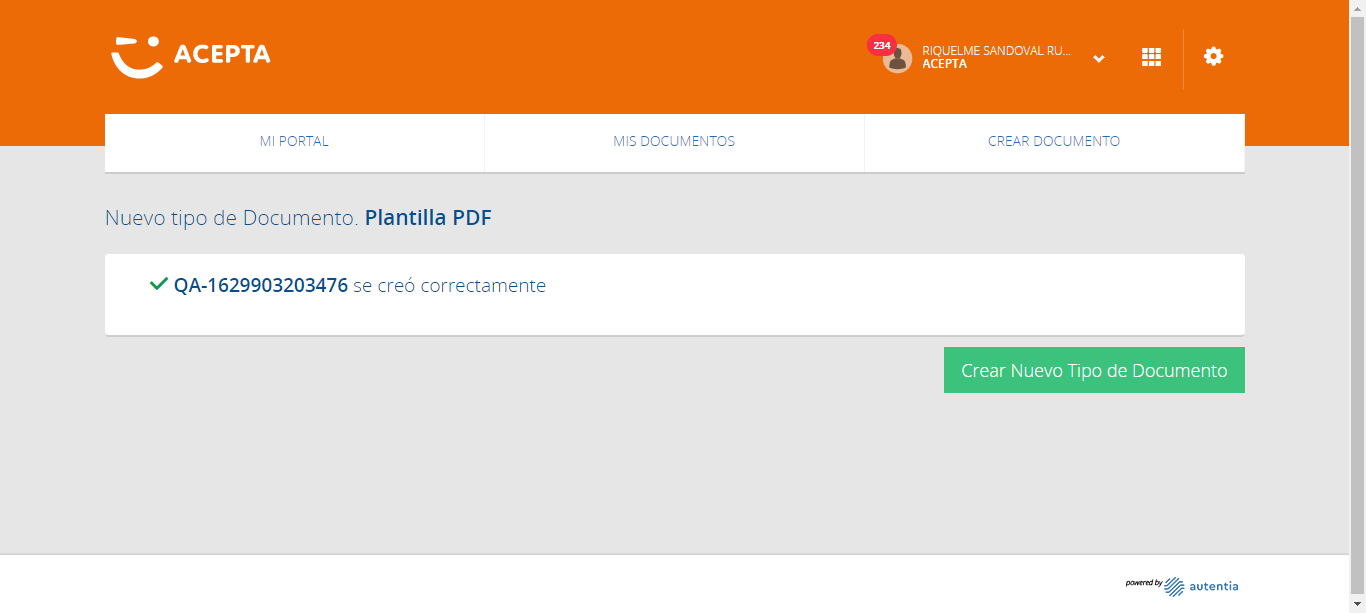 ACEPTA
234
RIQUELME SANDOVAL RU...
ACEPTA
MI PORTAL
MIS DOCUMENTOS
CREAR DOCUMENTO
Nuevo tipo de Documento. Plantilla PDF
QA-1629903203476 se creó correctamente
Crear Nuevo Tipo de Documento
powered by autentia